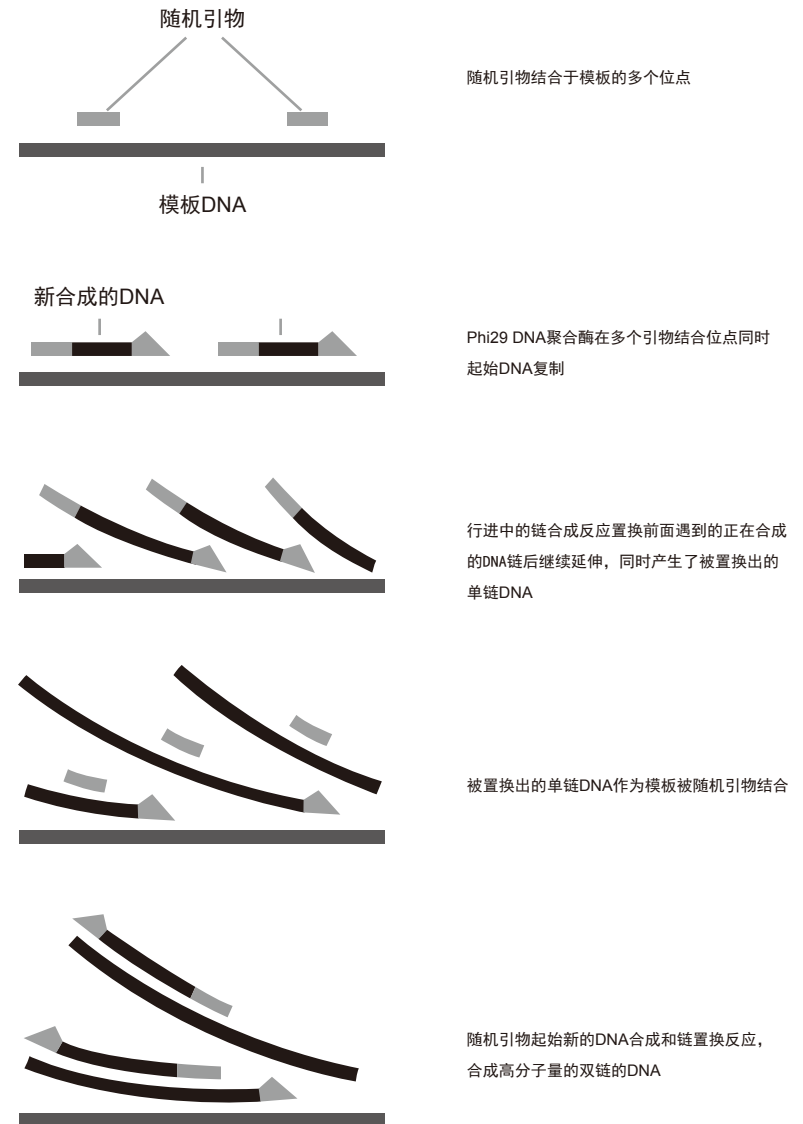 随机引物
随机引物结合于模板的多个位点
模板DNA
新合成的DNA
Phi29 DNA聚合酶在多个引物结合位点同时
起始DNA复制
行进中的链合成反应置换前面遇到的正在合成
的DNA链后继续延伸，同时产生了被置换出的
单链DNA
被置换出的单链DNA作为模板被随机引物结合
随机引物起始新的DNA合成和链置换反应，
合成高分子量的双链的DNA